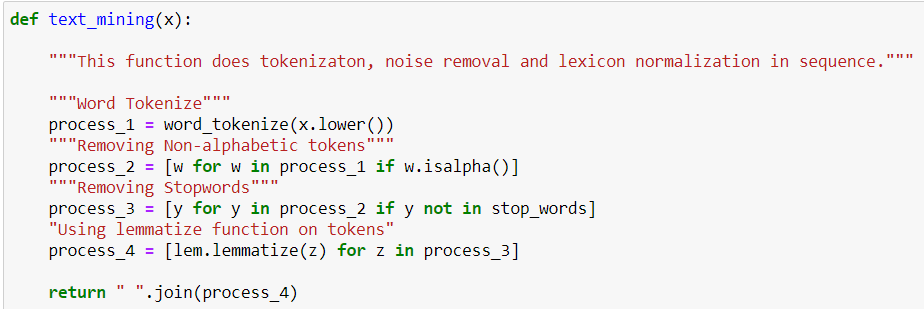 def text_mining(x):
"""This function does tokenizaton, noise removal and lexicon normalization in sequence."""
"""Word Tokenize"""
process_1 = word_tokenize(x.lower())
"""Removing Non-alphabetic tokens"""
process_2 = [w for w in process_1 if w.isalpha()]
"""Removing Stopwords"""
process_3 = [y for y in process_2 if y not in stop_words]
"Using lemmatize function on tokens"
process_4 = [lem.lemmatize(z) for z in process_3]
return " ".join(process_4)